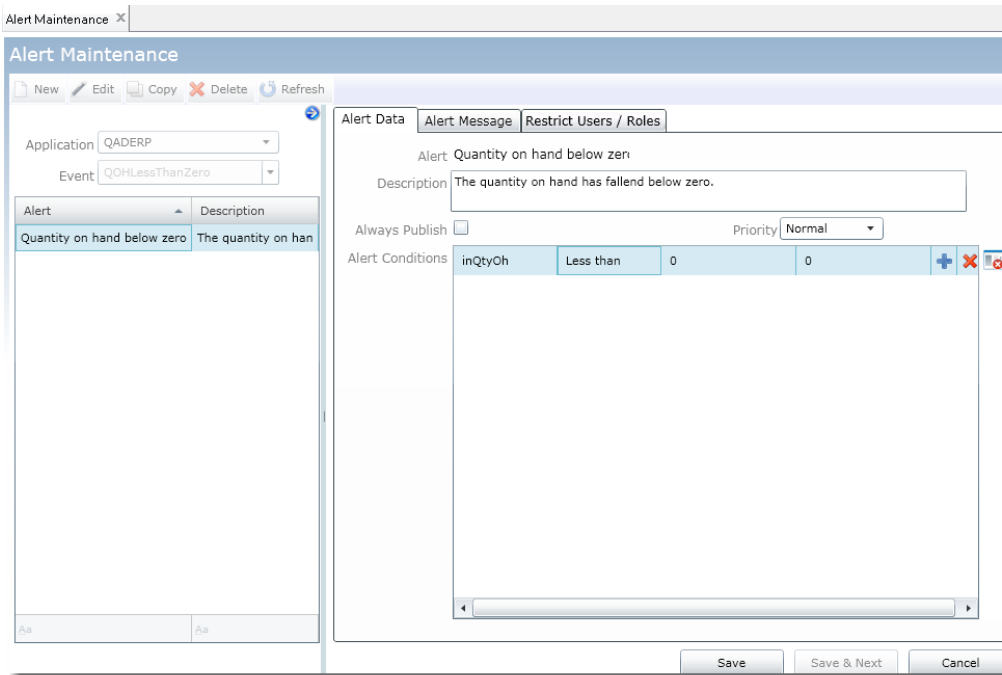 Alert Maintenance X
Alert Maintenance
New Edit Copy Delete Refresh
Application QADERP
Event QOHLessThanZero
Alert Description
Quantity on hand below zero The quantity on han
Aa Aa
Alert Data Alert Message Restrict Users / Roles
Alert Quantity on hand below zer
Description The quantity on hand has fallend below zero.
Always Publish Priority Normal
Alert Conditions inQtyOh Less than 0 0
Save Save & Next Cancel